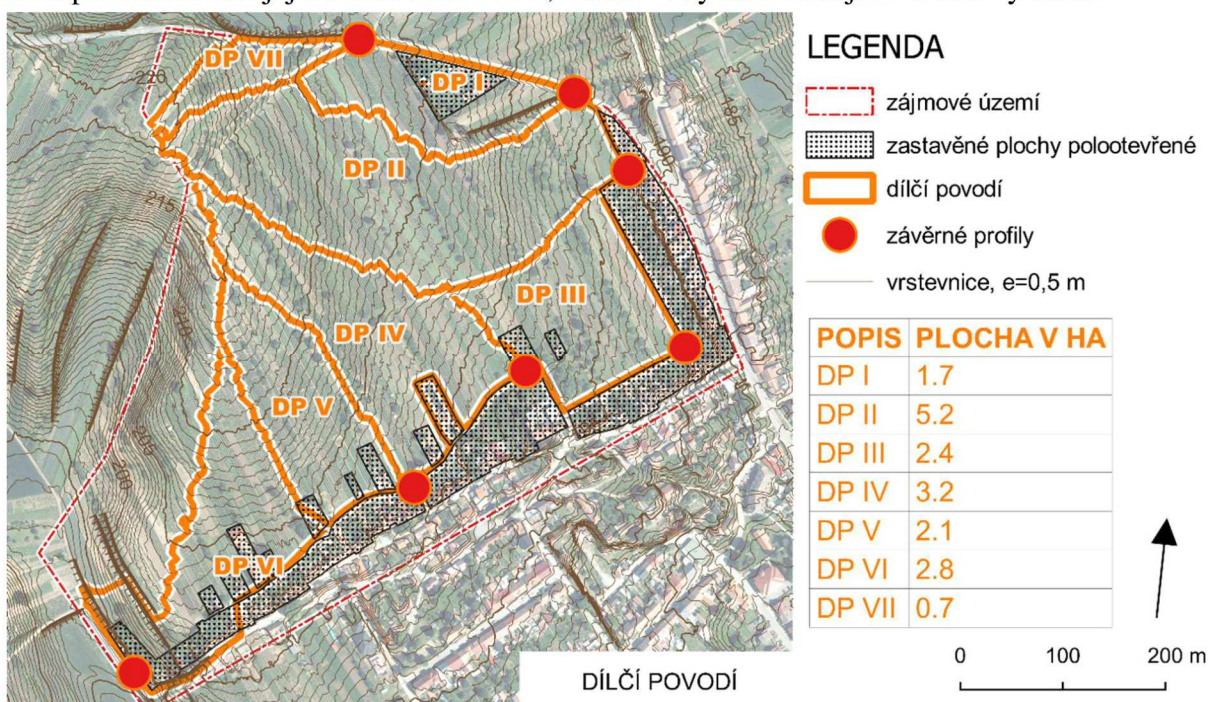 DP VII
DP I
DP II
DP III
DP IV
DP V
DP VI
220
215
185
190
200
LEGENDA
zájmové území
zastavěné plochy polootevřené
dílčí povodí
závěrné profily
vrstevnice, e=0,5 m
POPIS PLOCHA V HA
DP I 1.7
DP II 5.2
DP III 2.4
DP IV 3.2
DP V 2.1
DP VI 2.8
DP VII 0.7
0 100 200 m
DÍLČÍ POVODÍ